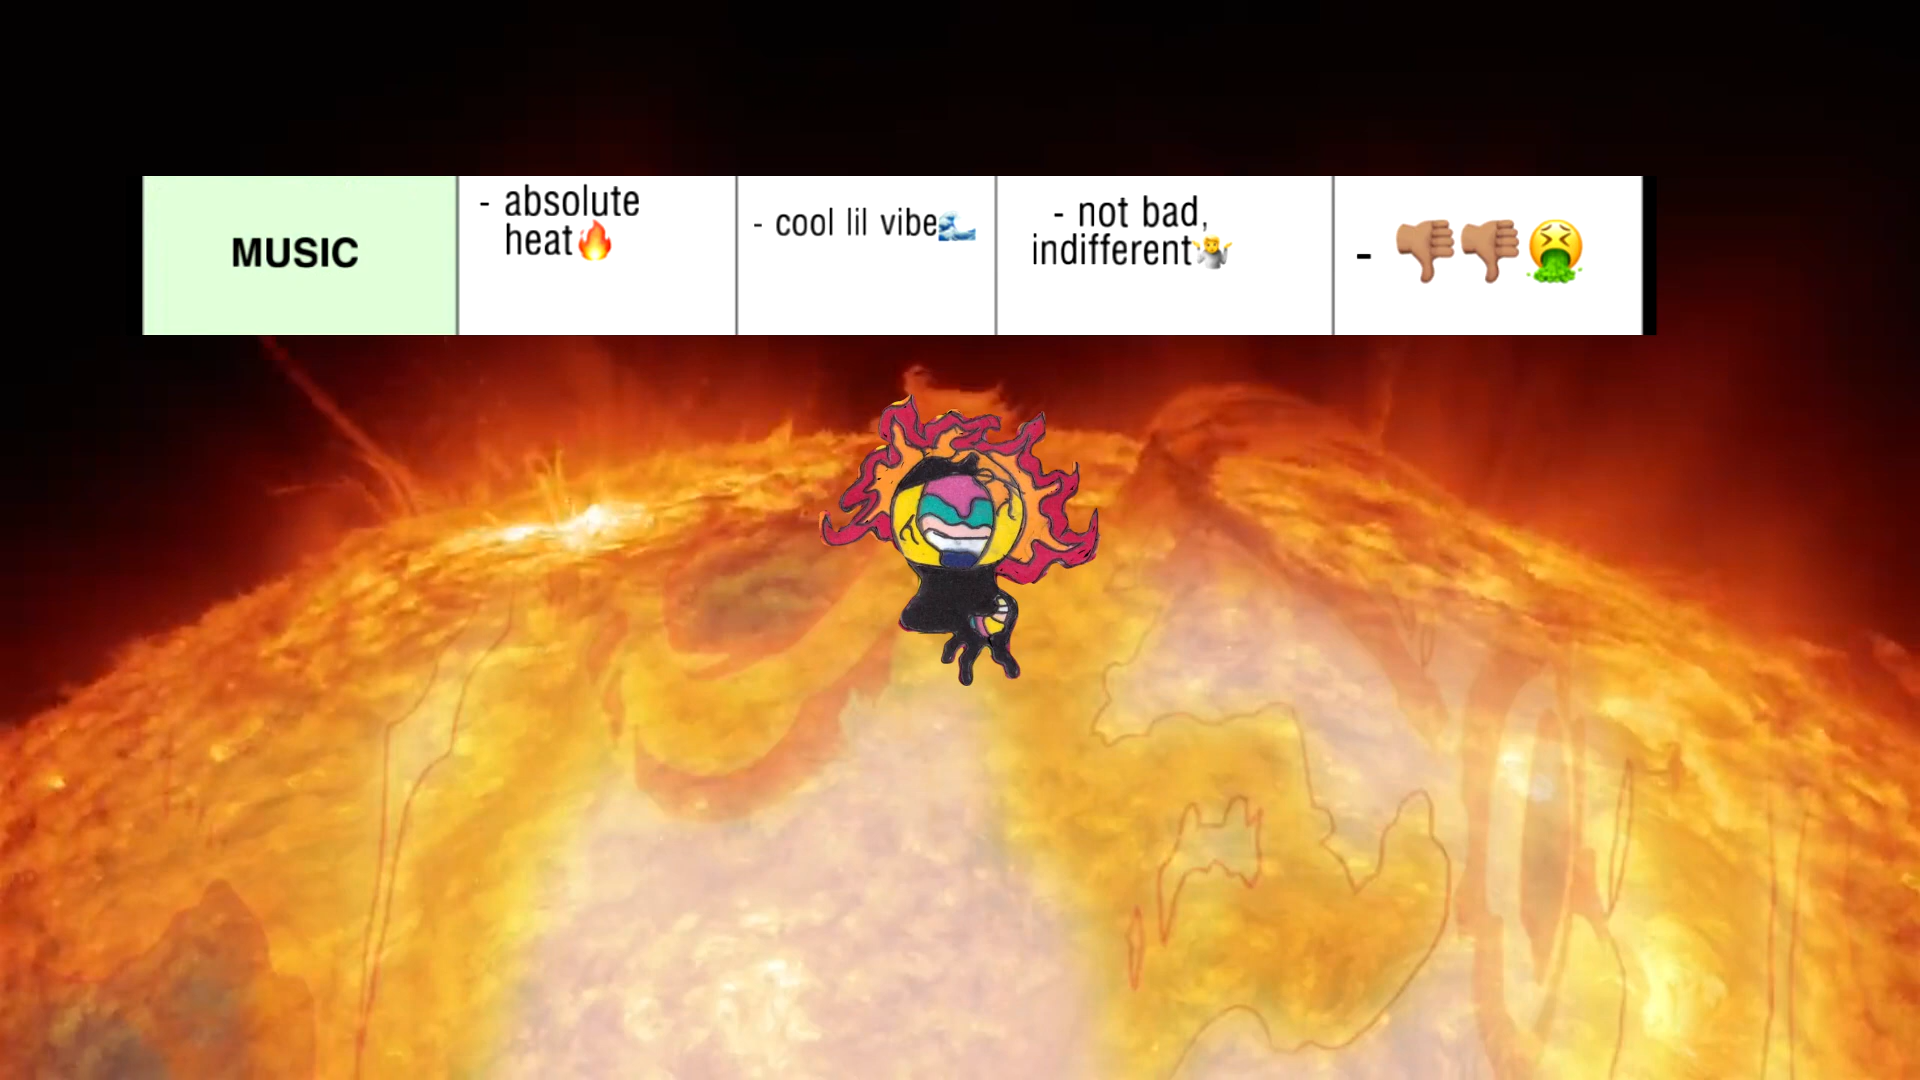 MUSIC
- absolute
heat🔥
- cool lil vibe🌊
- not bad,
indifferent🤷
- 👎🏽👎🏽🤮